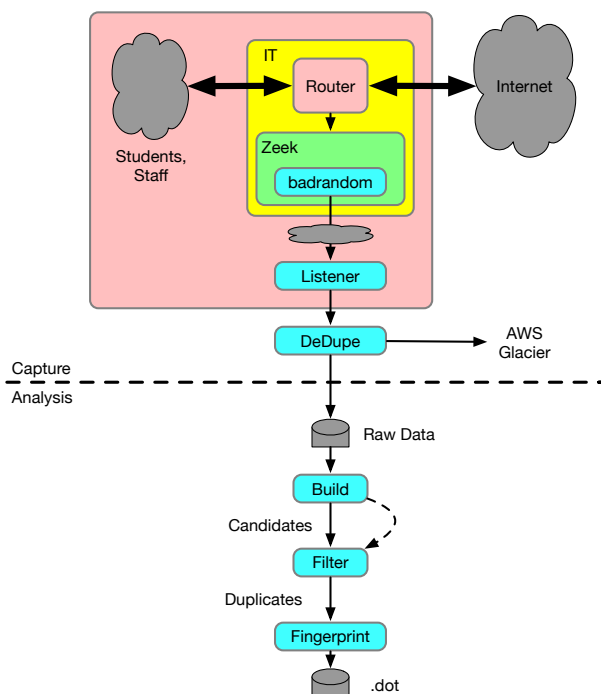 IT
Router
Internet
Zeek
Students,
Staff
badrandom
Listener
DeDupe
AWS
Glacier
Capture
Analysis
Raw Data
Build
Candidates
Filter
Duplicates
Fingerprint
.dot